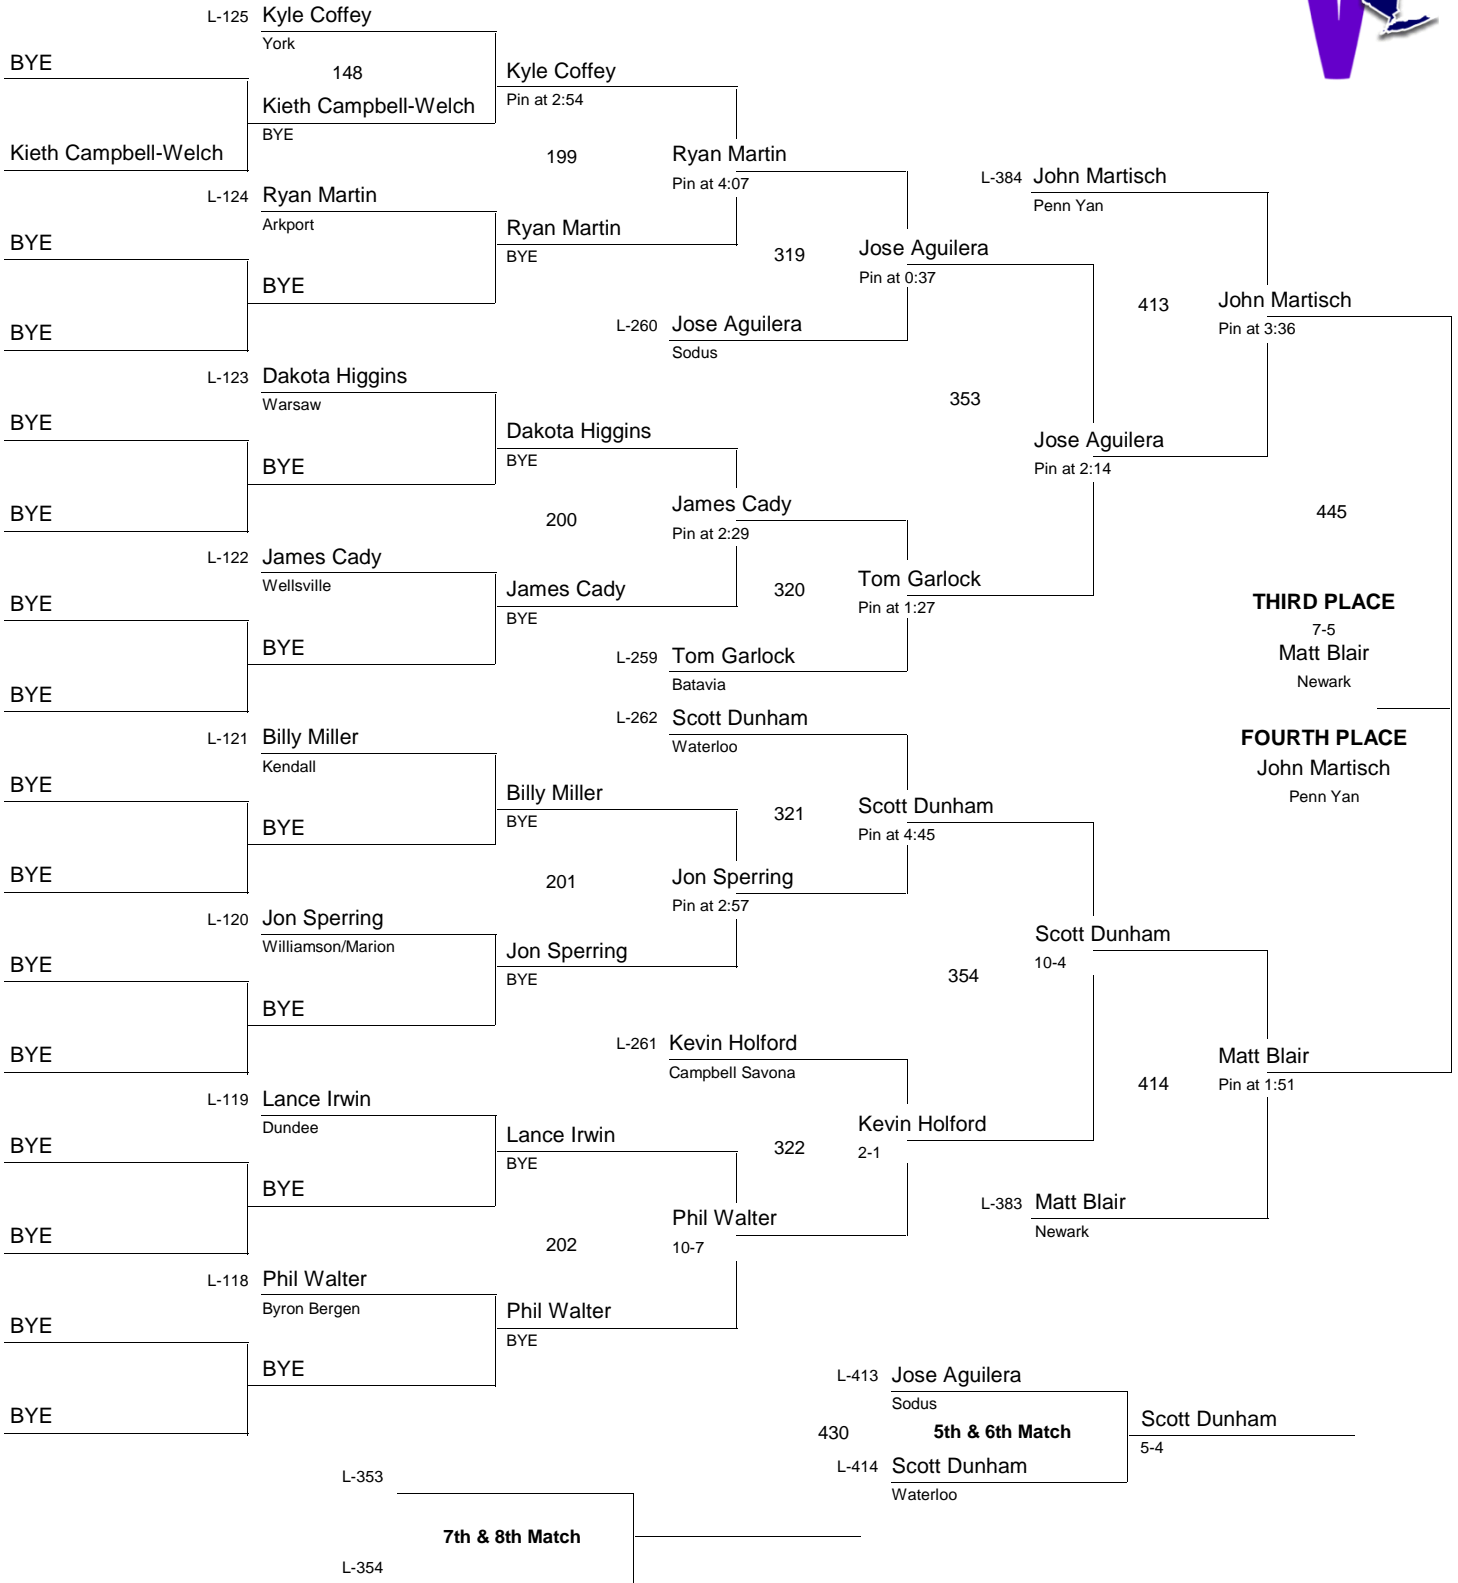 L-125 Kyle Coffey
York
BYE
148
Kyle Coffey
Pin at 2:54
Kieth Campbell-Welch
BYE
Kieth Campbell-Welch
199
Ryan Martin
Pin at 4:07
L-384 John Martisch
Penn Yan
L-124 Ryan Martin
Arkport
BYE
Ryan Martin
BYE
319
Jose Aguilera
Pin at 0:37
BYE
413
John Martisch
Pin at 3:36
BYE
L-260 Jose Aguilera
Sodus
L-123 Dakota Higgins
Warsaw
353
BYE
Dakota Higgins
BYE
Jose Aguilera
Pin at 2:14
BYE
BYE
200
James Cady
Pin at 2:29
445
L-122 James Cady
Wellsville
BYE
James Cady
BYE
320
Tom Garlock
Pin at 1:27
THIRD PLACE
7-5
Matt Blair
Newark
BYE
L-259 Tom Garlock
Batavia
BYE
L-262 Scott Dunham
Waterloo
L-121 Billy Miller
Kendall
FOURTH PLACE
John Martisch
Penn Yan
BYE
Billy Miller
BYE
321
Scott Dunham
Pin at 4:45
BYE
BYE
201
Jon Sperring
Pin at 2:57
L-120 Jon Sperring
Williamson/Marion
BYE
Jon Sperring
BYE
354
Scott Dunham
10-4
BYE
BYE
L-261 Kevin Holford
Campbell Savona
414
Matt Blair
Pin at 1:51
L-119 Lance Irwin
Dundee
BYE
Lance Irwin
BYE
322
Kevin Holford
2-1
BYE
L-383 Matt Blair
Newark
BYE
202
Phil Walter
10-7
L-118 Phil Walter
Byron Bergen
BYE
Phil Walter
BYE
BYE
BYE
L-413 Jose Aguilera
Sodus
430
5th & 6th Match
Scott Dunham
5-4
L-414 Scott Dunham
Waterloo
L-353
7th & 8th Match
L-354